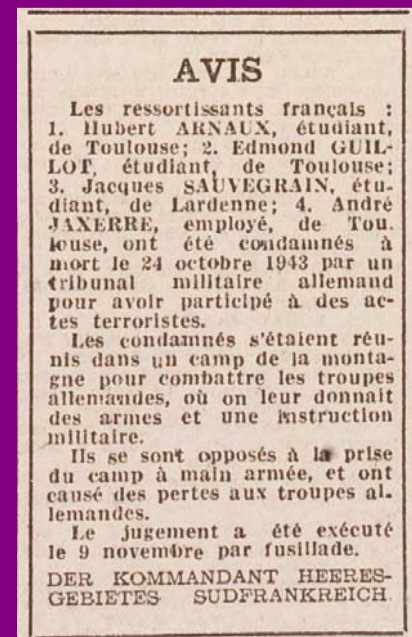 AVIS
Les ressortissants français :
1. Hubert ARNAUX, étudiant,
de Toulouse; 2. Edmond GUIL-
LOT, étudiant, de Toulouse;
3. Jacques SAUVEGRAIN, étu-
diant, de Lardenne; 4. André
JAXERRE, employé, de Tou.
louse, ont été condamnés à
mort le 24 octobre 1943 par un
tribunal militaire allemand
pour avoir participé à des ac-
tes terroristes.
Les condamnés s'étaient réu-
nis dans un camp de la monta-
gne pour combattre les troupes
allemandes, où on leur donnait
des armes et une instruction
militaire.
Ils se sont opposés à la prise
du camp à main armée, et ont
causé des pertes aux troupes al-
lemandes.
Le jugement a été exécuté
le 9 novembre par fusillade.
DER KOMMANDANT HEERES-
GEBIETES SUDFRANKREICH